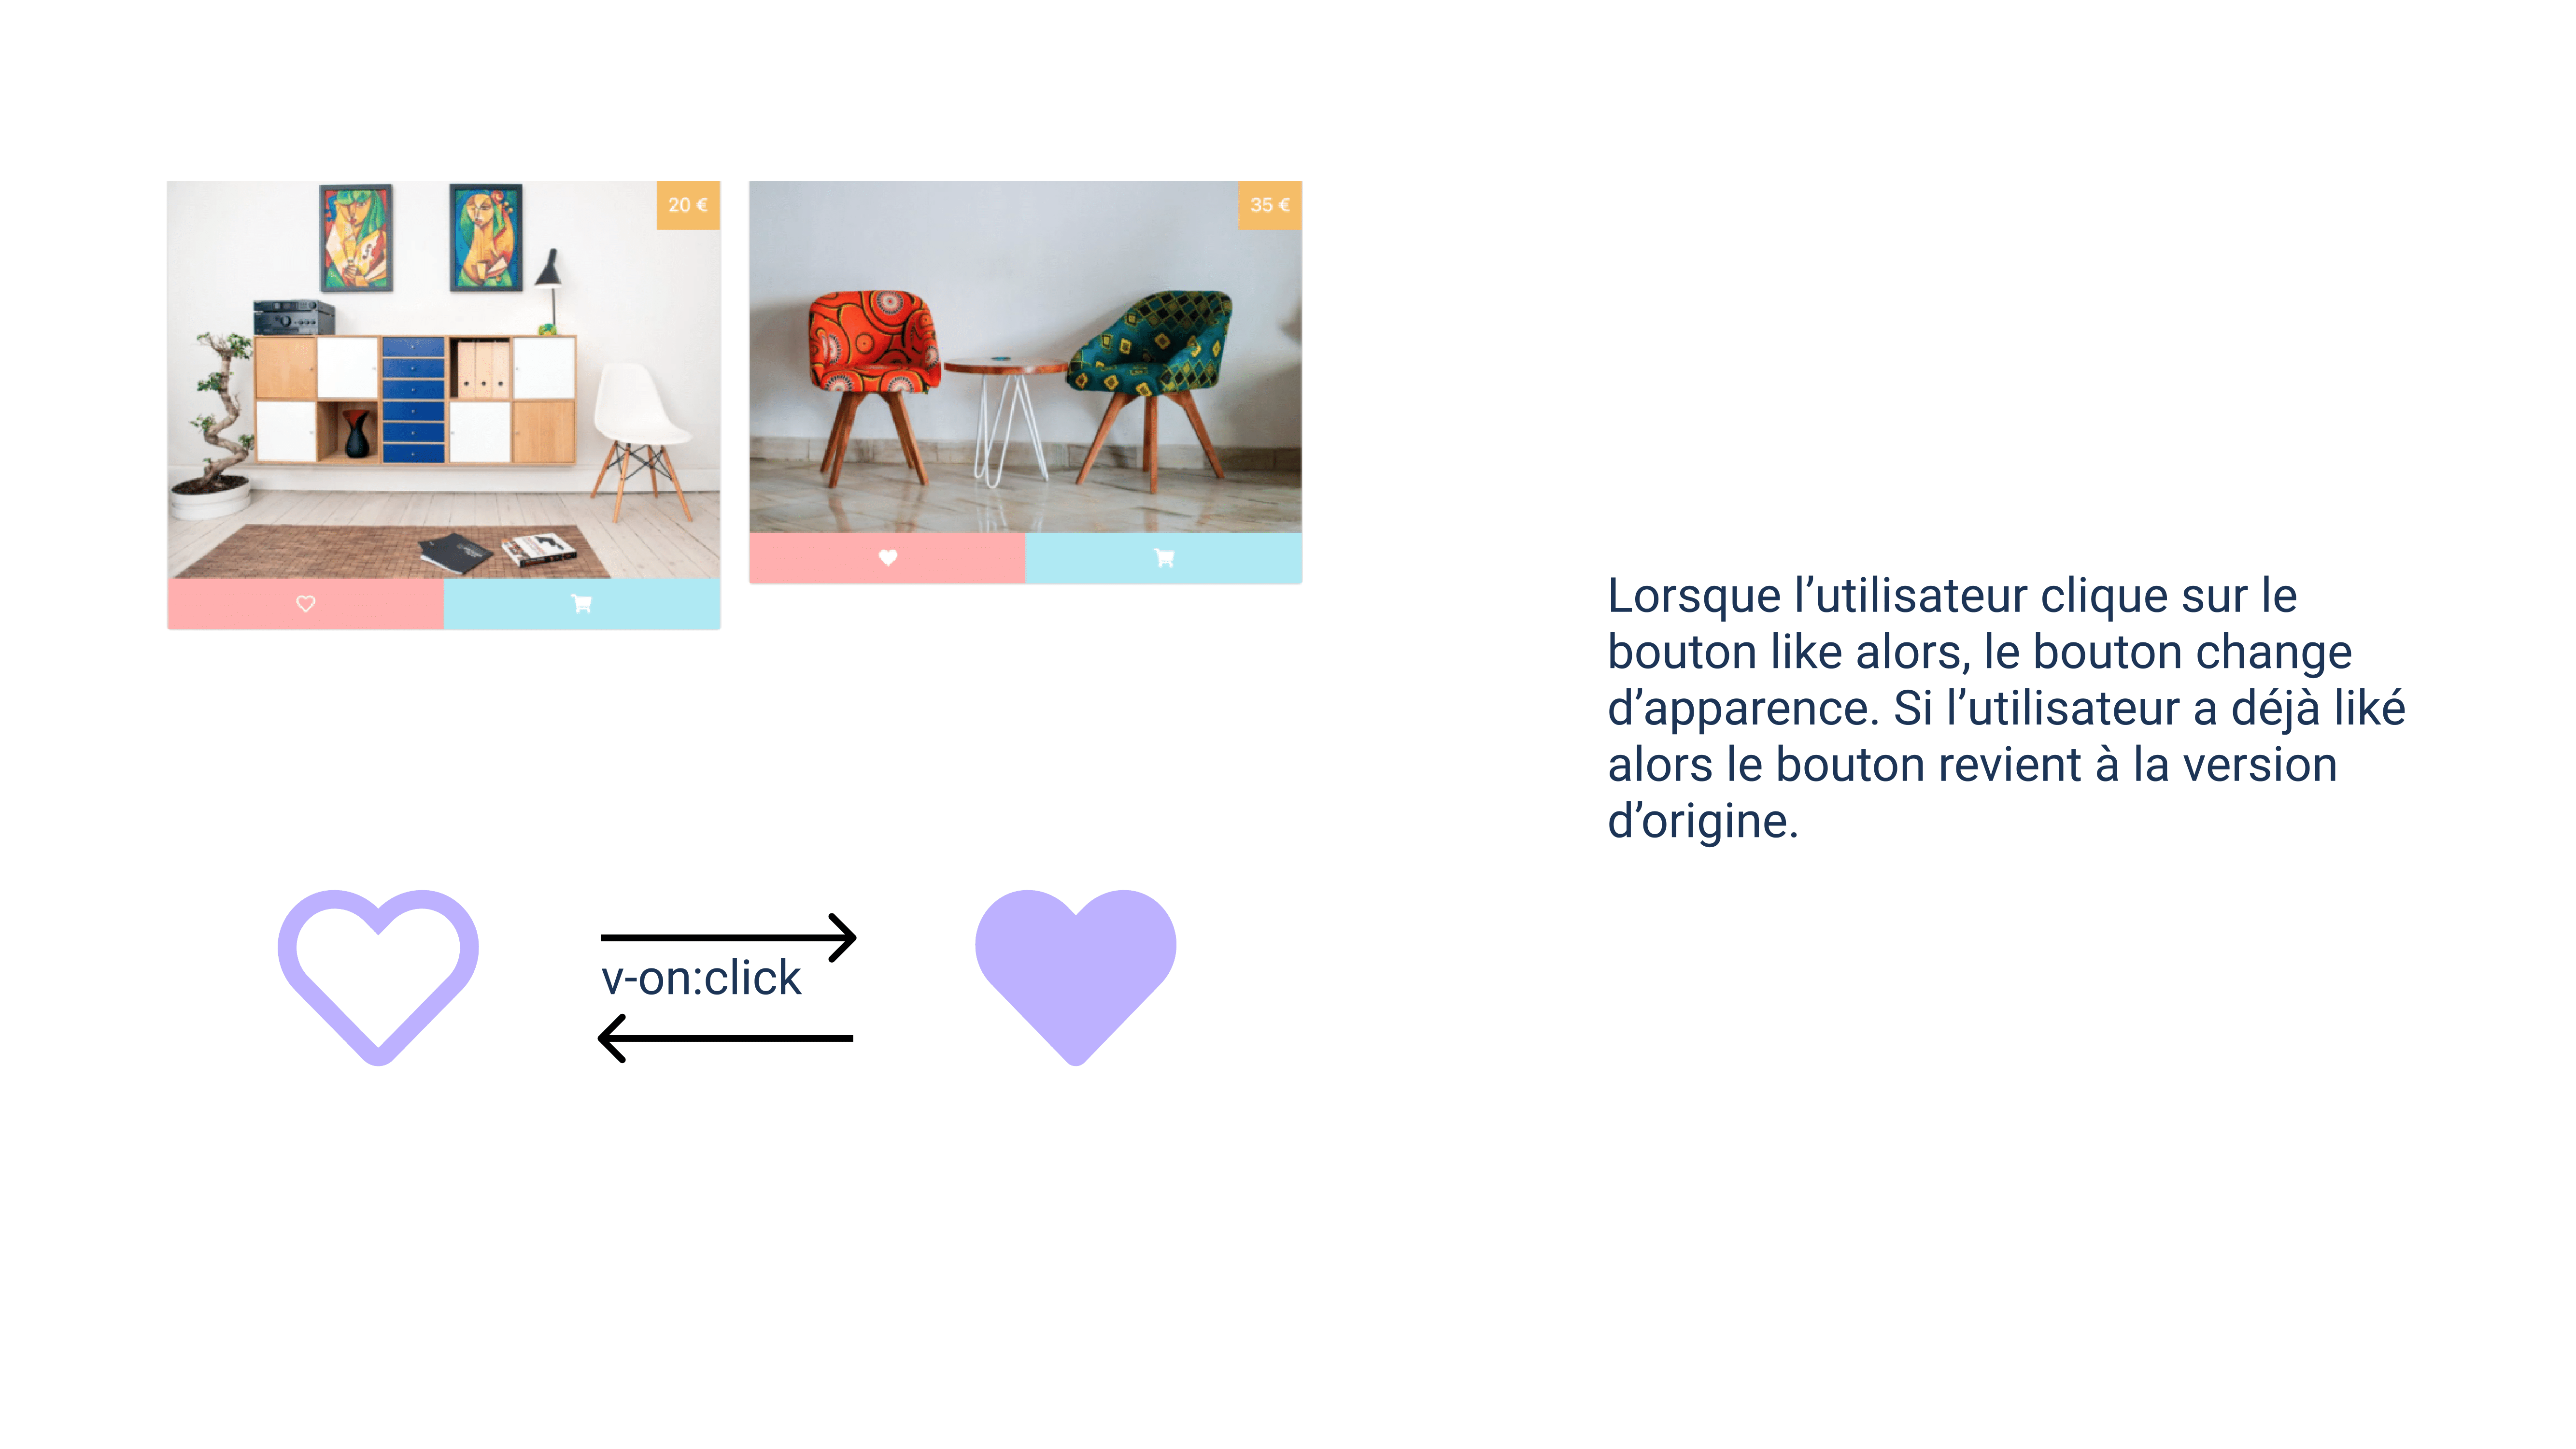 20 €
35 €
Lorsque l’utilisateur clique sur le
bouton like alors, le bouton change
d’apparence. Si l’utilisateur a déjà liké
alors le bouton revient à la version
d’origine.
v-on:click